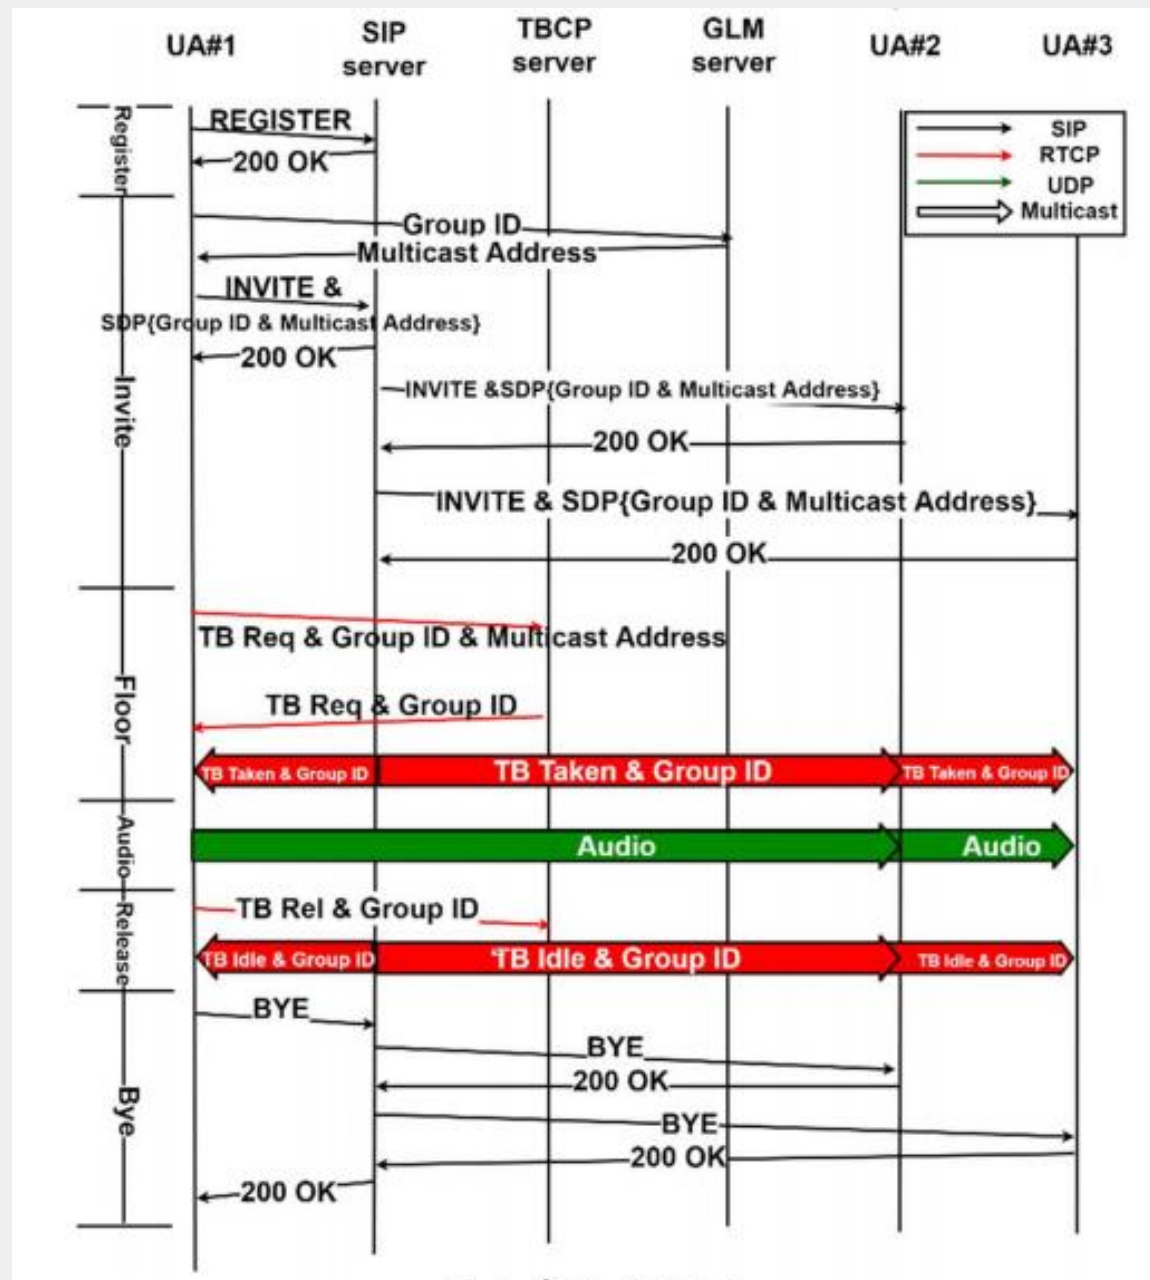 UA#1
SIP
server
TBCP
server
GLM
server
UA#2
UA#3
SIP
RTCP
UDP
Multicast
Register
REGISTER
200 OK
Invite
Group ID
Multicast Address
INVITE &
SDP{Group ID & Multicast Address}
200 OK
INVITE &SDP{Group ID & Multicast Address}
200 OK
INVITE & SDP{Group ID & Multicast Address}
200 OK
Floor
TB Req & Group ID & Multicast Address
TB Req & Group ID
TB Taken & Group ID
TB Taken & Group ID
TB Taken & Group ID
Audio
Audio
Audio
Release
TB Rel & Group ID
TB Idle & Group ID
TB Idle & Group ID
TB Idle & Group ID
Bye
BYE
BYE
200 OK
BYE
200 OK
200 OK